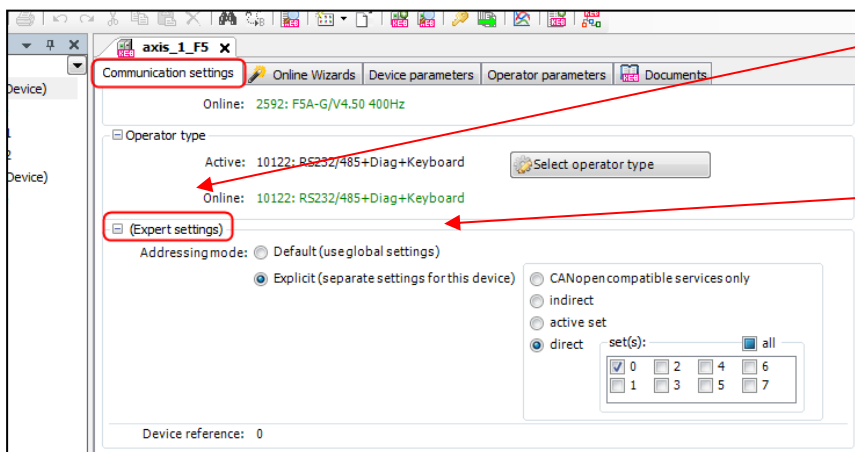 axis_1_F5 x
Communication settings Online Wizards Device parameters Operator parameters Documents
Device)
Online: 2592: F5A-G/V4.50 400Hz
1
Operator type
2
Active: 10122: RS232/485+Diag+Keyboard Select operator type
Device)
Online: 10122: RS232/485+Diag+Keyboard
(Expert settings)
Addressing mode: Default (use global settings)
Explicit (separate settings for this device) CANopen compatible services only
indirect
active set
direct set(s): all
0 2 4 6
1 3 5 7
Device reference: 0